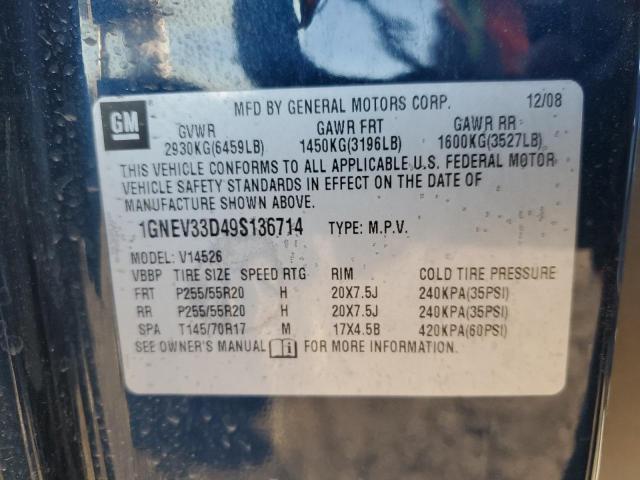 GM
MFD BY GENERAL MOTORS CORP. 12/08
GVWR GAWR FRT GAWR RR
2930KG(6459LB) 1450KG(3196LB) 1600KG(3527LB)
THIS VEHICLE CONFORMS TO ALL APPLICABLE U.S. FEDERAL MOTOR
VEHICLE SAFETY STANDARDS IN EFFECT ON THE DATE OF
MANUFACTURE SHOWN ABOVE.
1GNEV33D49S136714 TYPE: M.P.V.
MODEL: V14526
VBBP TIRE SIZE SPEED RTG RIM COLD TIRE PRESSURE
FRT P255/55R20 H 20X7.5J 240KPA(35PSI)
RR P255/55R20 H 20X7.5J 240KPA(35PSI)
SPA T145/70R17 M 17X4.5B 420KPA(60PSI)
SEE OWNER'S MANUAL i FOR MORE INFORMATION.